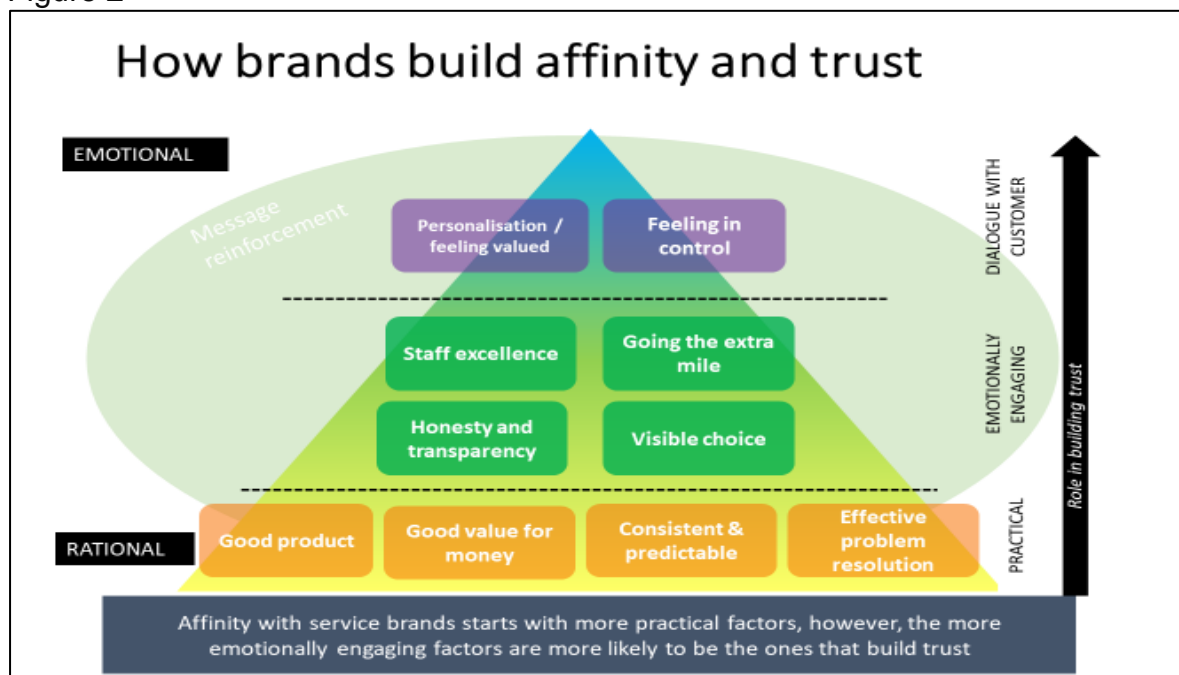 Figure 2
How brands build affinity and trust
EMOTIONAL
Message
reinforcement
Personalisation /
feeling valued
Feeling in
control
DIALOGUE WITH
CUSTOMER
Staff excellence
Going the extra
mile
Honesty and
transparency
Visible choice
EMOTIONALLY
ENGAGING
Role in building trust
RATIONAL
Good product
Good value for
money
Consistent &
predictable
Effective
problem
resolution
PRACTICAL
Affinity with service brands starts with more practical factors, however, the more
emotionally engaging factors are more likely to be the ones that build trust